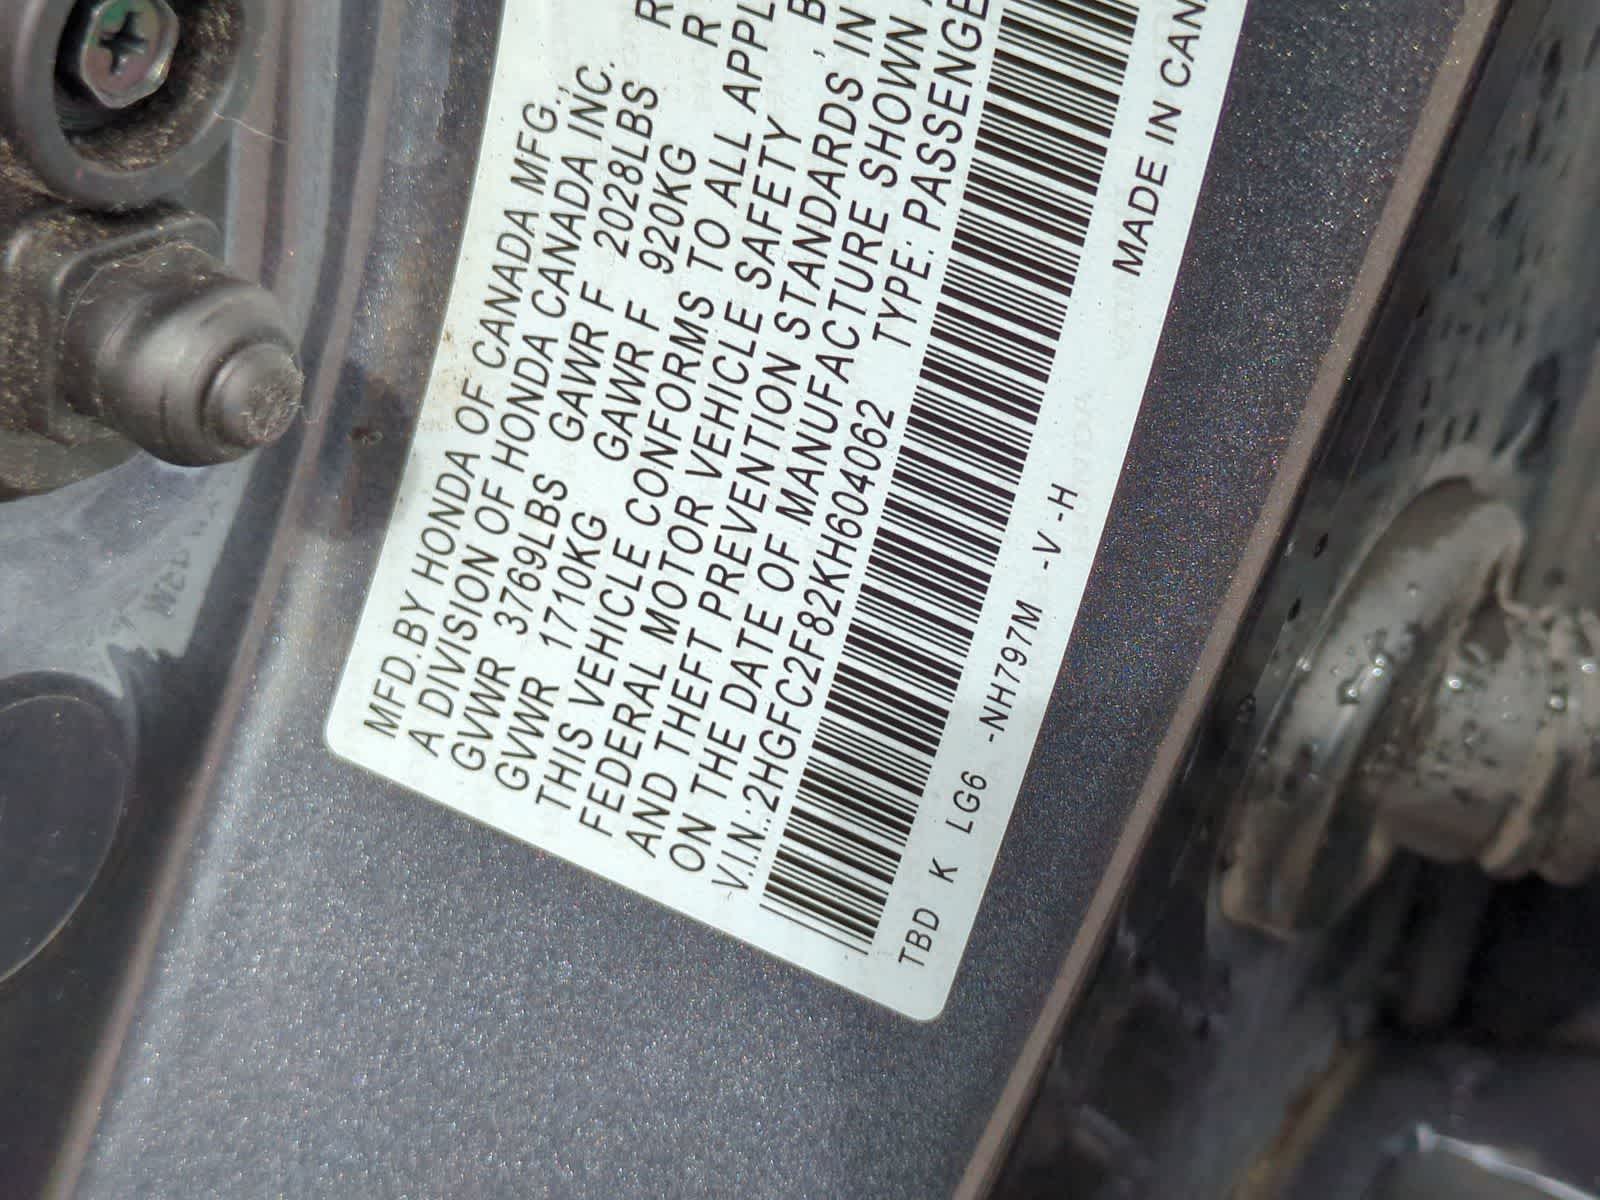 MFD.BY HONDA OF CANADA MFG.,
A DIVISION OF HONDA CANADA INC.
GVWR 3769LBS GAWR F 2028LBS R
GVWR 1710KG GAWR F 920KG R
THIS VEHICLE CONFORMS TO ALL APPL
FEDERAL MOTOR VEHICLE SAFETY , B
AND THEFT PREVENTION STANDARDS IN
ON THE DATE OF MANUFACTURE SHOWN
V.I.N.:2HGFC2F82KH604062 TYPE: PASSENGE
MADE IN CANA
TBD K LG6 -NH797M -V -H